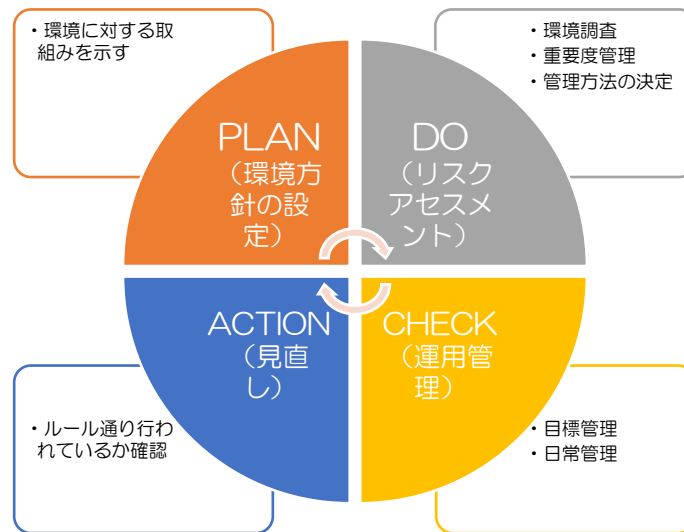 ・環境に対する取
組みを示す
・環境調査
・重要度管理
・管理方法の決定
PLAN
（環境方
針の設
定）
DO
（リスク
アセスメ
ント）
ACTION
（見直
し）
CHECK
（運用管
理）
・ルール通り行わ
れているか確認
・目標管理
・日常管理